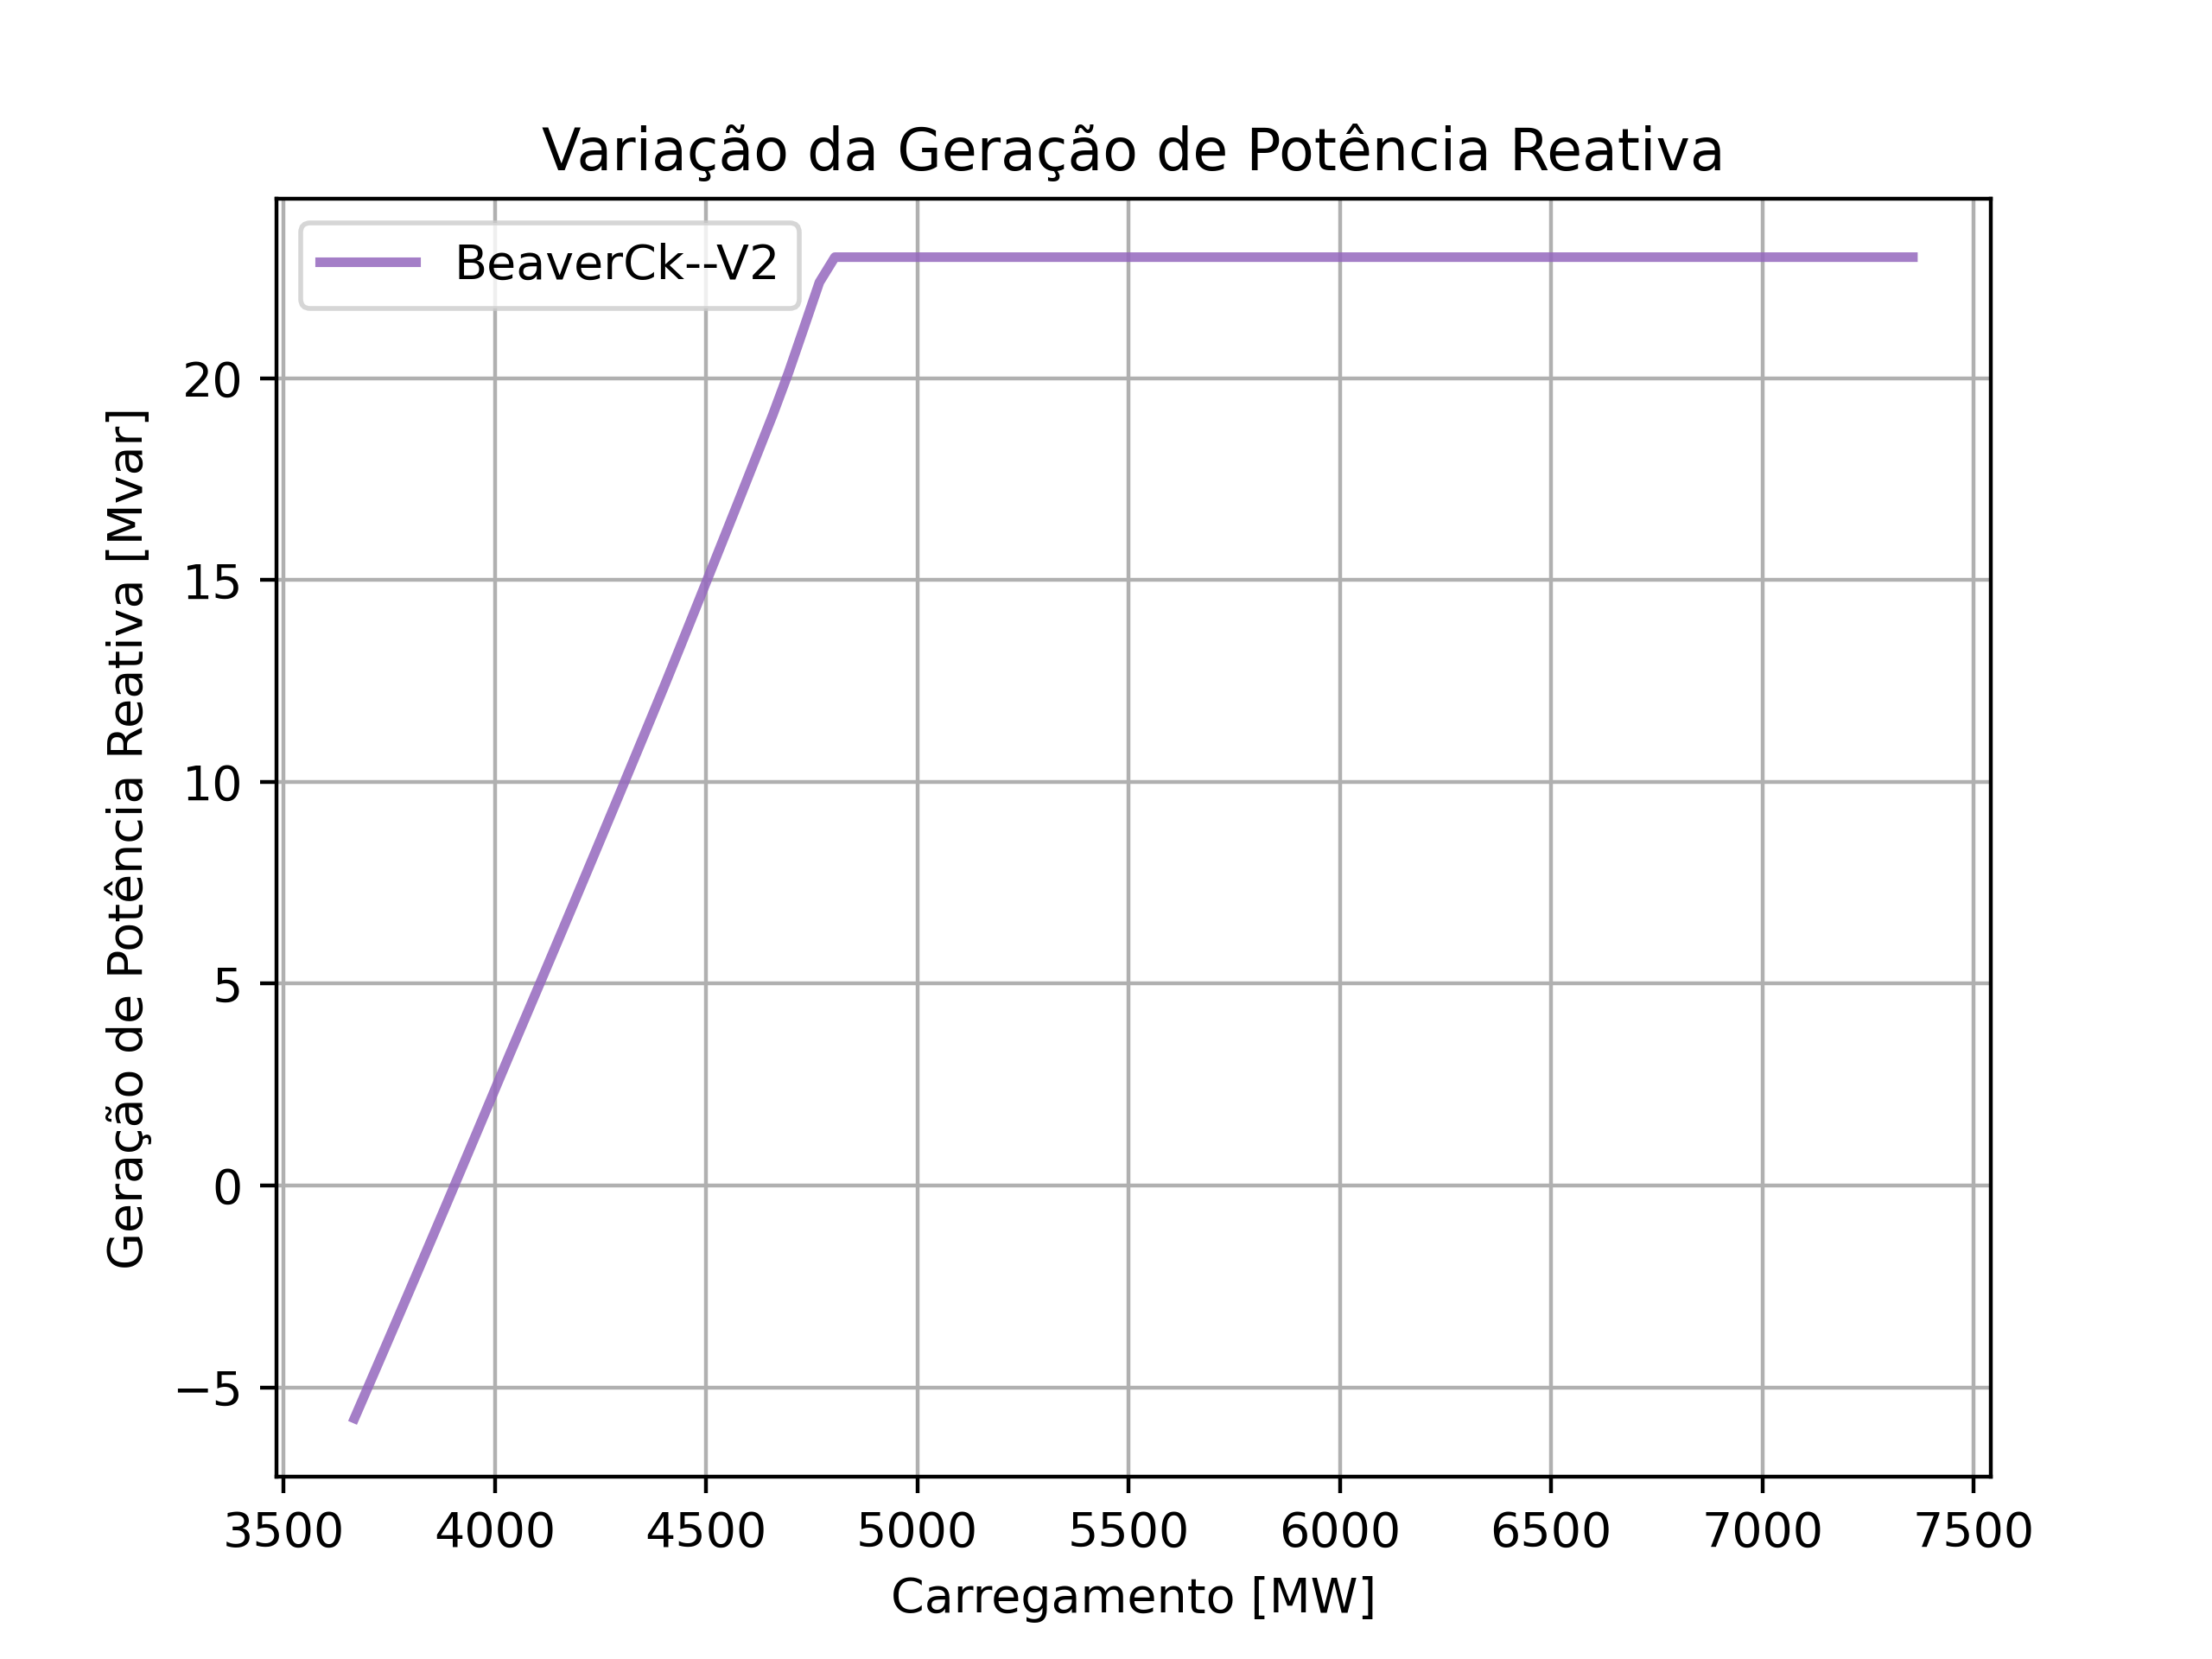 Variação da Geração de Potência Reativa
BeaverCk--V2
Geração de Potência Reativa [Mvar]
20
15
10
5
0
−5
3500 4000 4500 5000 5500 6000 6500 7000 7500
Carregamento [MW]